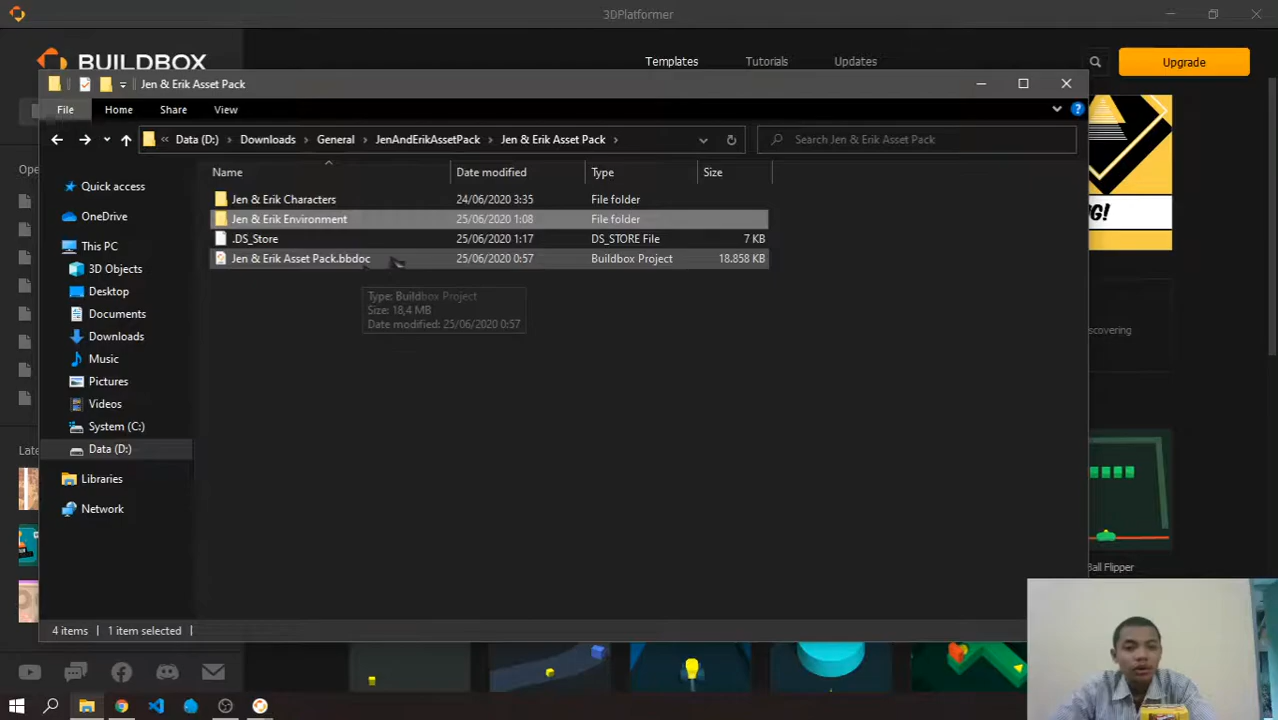 3DPlatformer
BUILDBOX
Templates
Tutorials
Updates
Upgrade
Jen & Erik Asset Pack
File
Home
Share
View
Data (D:)
Downloads
General
JenAndErikAssetPack
Jen & Erik Asset Pack
Search Jen & Erik Asset Pack
Name
Date modified
Type
Size
Jen & Erik Characters
24/06/2020 3:35
File folder
Jen & Erik Environment
25/06/2020 1:08
File folder
.DS_Store
25/06/2020 1:17
DS_STORE File
7 KB
Jen & Erik Asset Pack.bbdoc
25/06/2020 0:57
Buildbox Project
18.858 KB
Type: Buildbox Project
Size: 18,4 MB
Date modified: 25/06/2020 0:57
Quick access
OneDrive
This PC
3D Objects
Desktop
Documents
Downloads
Music
Pictures
Videos
System (C:)
Data (D:)
Libraries
Network
Ope
Late
G!
iscovering
Ball Flipper
4 items
1 item selected